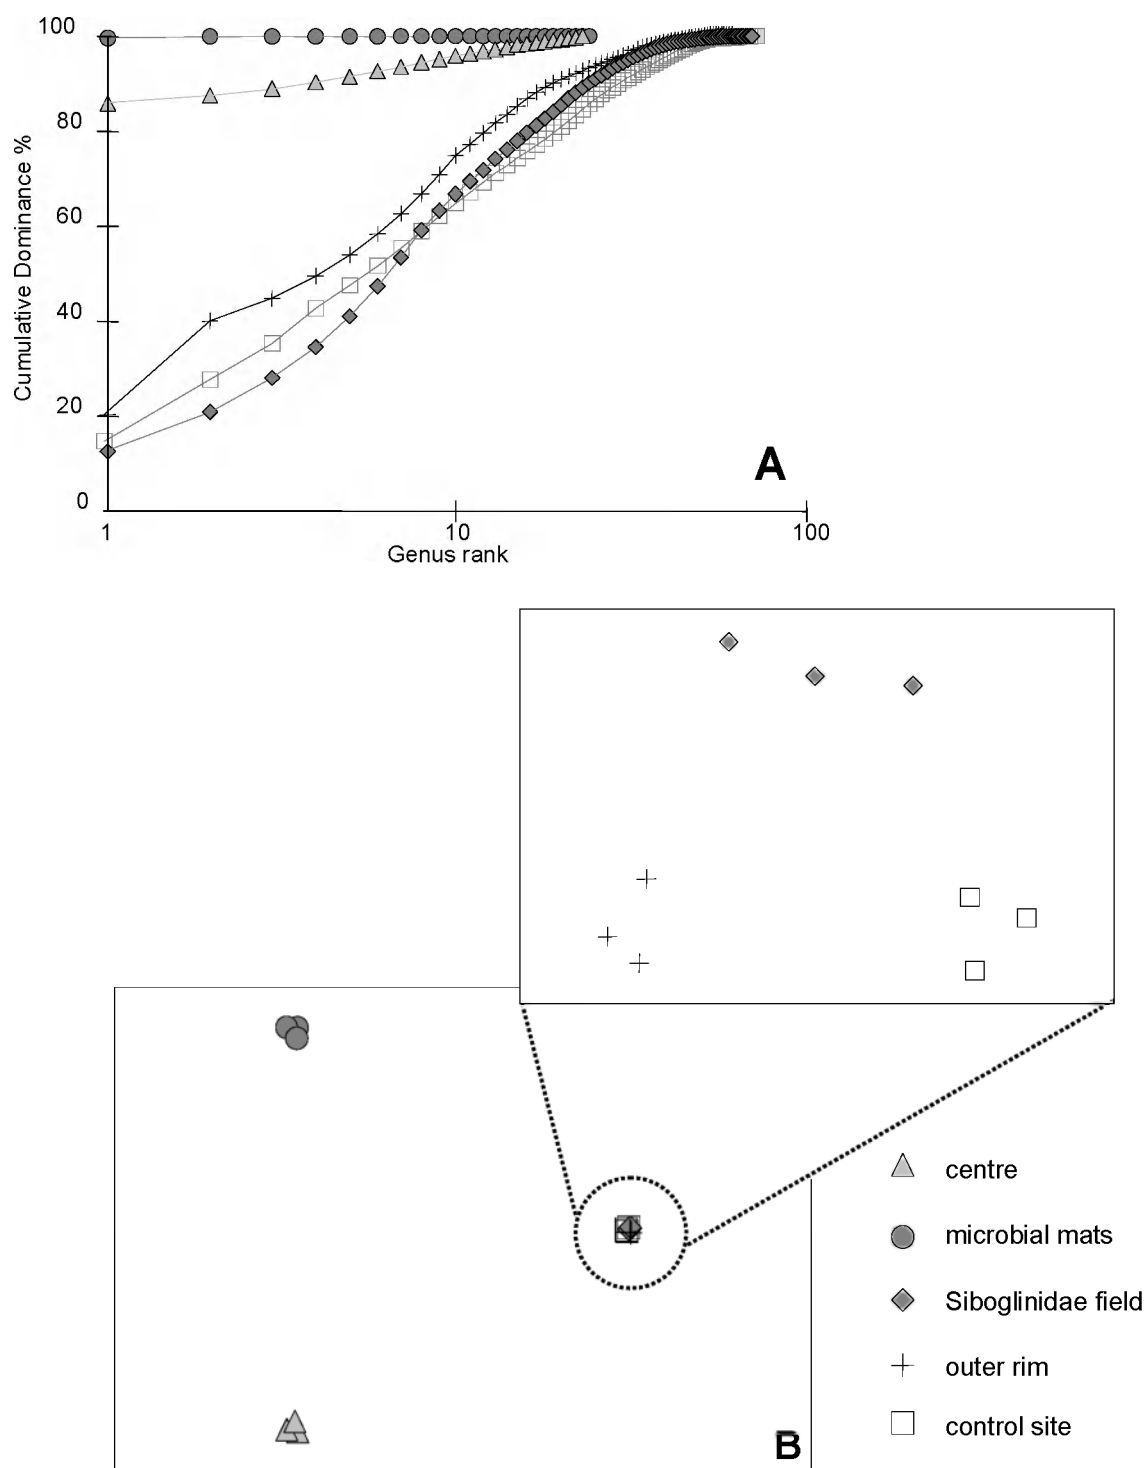 100
80
60
40
20
0
Cumulative Dominance %
1 10 100
Genus rank
A
centre
microbial mats
Siboglinidae field
outer rim
control site
B